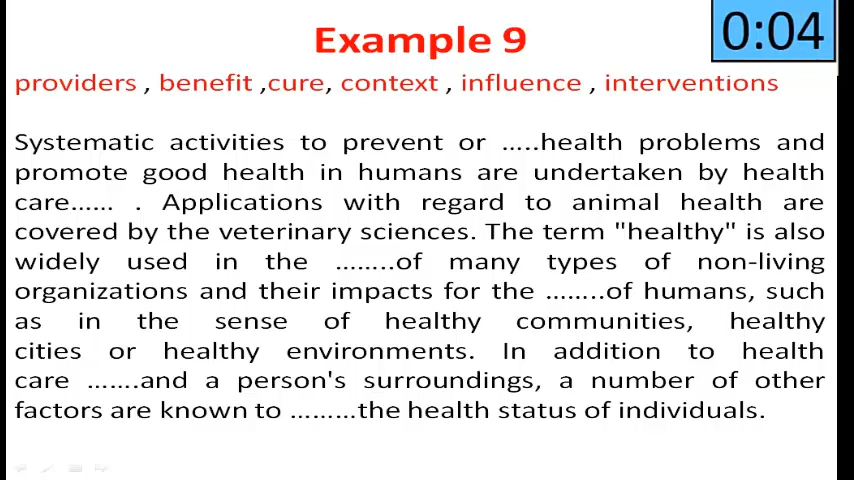 0:04
Example 9
providers , benefit ,cure, context , influence , interventions
Systematic activities to prevent or .....health problems and
promote good health in humans are undertaken by health
care...... . Applications with regard to animal health are
covered by the veterinary sciences. The term "healthy" is also
widely used in the ........of many types of non-living
organizations and their impacts for the ........of humans, such
as in the sense of healthy communities, healthy
cities or healthy environments. In addition to health
care .......and a person's surroundings, a number of other
factors are known to .........the health status of individuals.